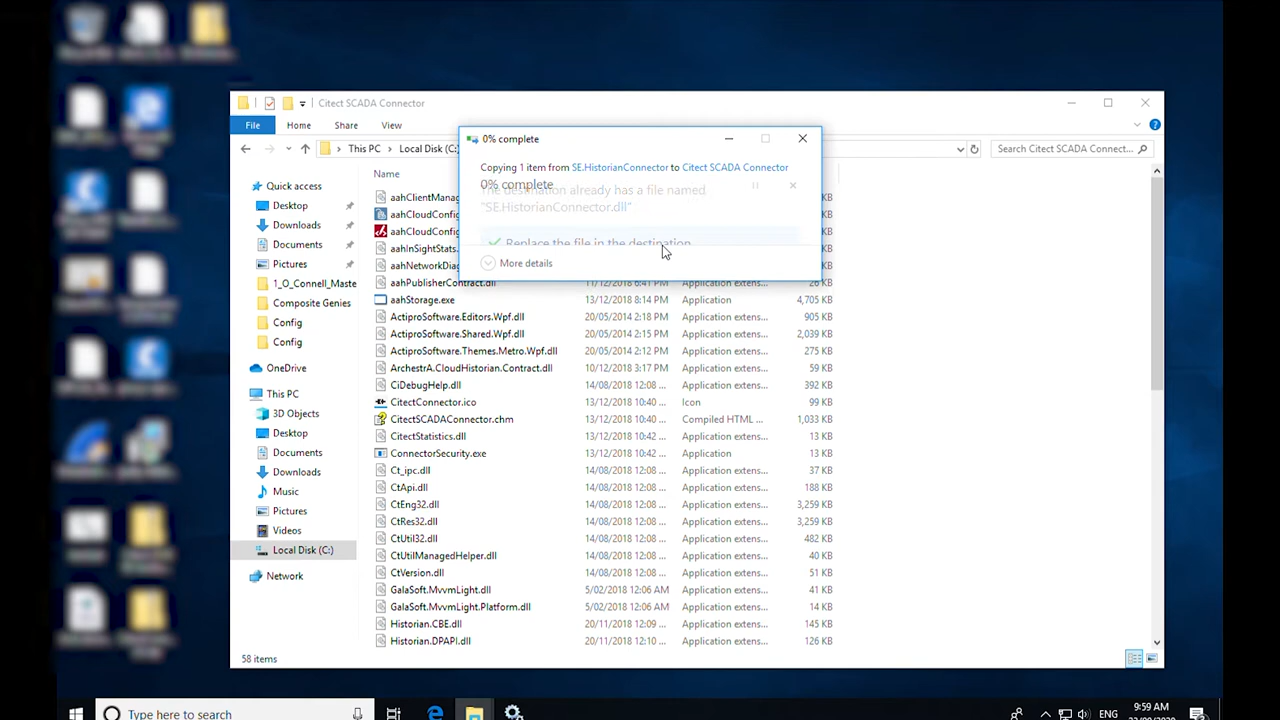 Citect SCADA Connector
File
Home
Share
View
This PC
Local Disk (C:)
Search Citect SCADA Connect...
0% complete
Copying 1 item from SE.HistorianConnector to Citect SCADA Connector
0% complete
The destination already has a file named
"SE.HistorianConnector.dll"
Replace the file in the destination
More details
Name
Quick access
Desktop
Downloads
Documents
Pictures
1_O_Connell_Maste
Composite Genies
Config
Config
OneDrive
This PC
3D Objects
Desktop
Documents
Downloads
Music
Pictures
Videos
Local Disk (C:)
Network
aahClientManag KB
aahCloudConfig KB
aahCloudConfig KB
aahInSightStats. KB
aahNetworkDiag KB
aahPublisherContract.dll 11/12/2018 6:41 PM Application extens... 26 KB
aahStorage.exe 13/12/2018 8:14 PM Application 4,705 KB
ActiproSoftware.Editors.Wpf.dll 20/05/2014 2:18 PM Application extens... 905 KB
ActiproSoftware.Shared.Wpf.dll 20/05/2014 2:15 PM Application extens... 2,039 KB
ActiproSoftware.Themes.Metro.Wpf.dll 20/05/2014 2:12 PM Application extens... 275 KB
ArchestrA.CloudHistorian.Contract.dll 10/12/2018 3:17 PM Application extens... 59 KB
CiDebugHelp.dll 14/08/2018 12:08 ... Application extens... 392 KB
CitectConnector.ico 13/12/2018 10:40 ... Icon 99 KB
CitectSCADAConnector.chm 13/12/2018 10:40 ... Compiled HTML ... 1,033 KB
CitectStatistics.dll 13/12/2018 10:42 ... Application extens... 13 KB
ConnectorSecurity.exe 13/12/2018 10:42 ... Application 13 KB
Ct_ipc.dll 14/08/2018 12:08 ... Application extens... 37 KB
CtApi.dll 14/08/2018 12:08 ... Application extens... 188 KB
CtEng32.dll 14/08/2018 12:08 ... Application extens... 3,259 KB
CtRes32.dll 14/08/2018 12:08 ... Application extens... 3,259 KB
CtUtil32.dll 14/08/2018 12:08 ... Application extens... 482 KB
CtUtilManagedHelper.dll 14/08/2018 12:08 ... Application extens... 40 KB
CtVersion.dll 14/08/2018 12:08 ... Application extens... 51 KB
GalaSoft.MvvmLight.dll 5/02/2018 12:06 AM Application extens... 41 KB
GalaSoft.MvvmLight.Platform.dll 5/02/2018 12:06 AM Application extens... 14 KB
Historian.CBE.dll 20/11/2018 12:09 ... Application extens... 145 KB
Historian.DPAPI.dll 20/11/2018 12:10 ... Application extens... 126 KB
58 items
Type here to search
ENG
9:59 AM